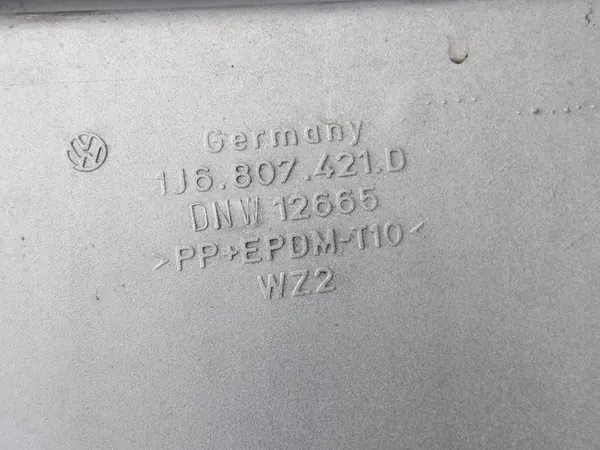 Germany
1J6.807.421.D
DNW 12665
>PP+EPDM-T10<
WZ2